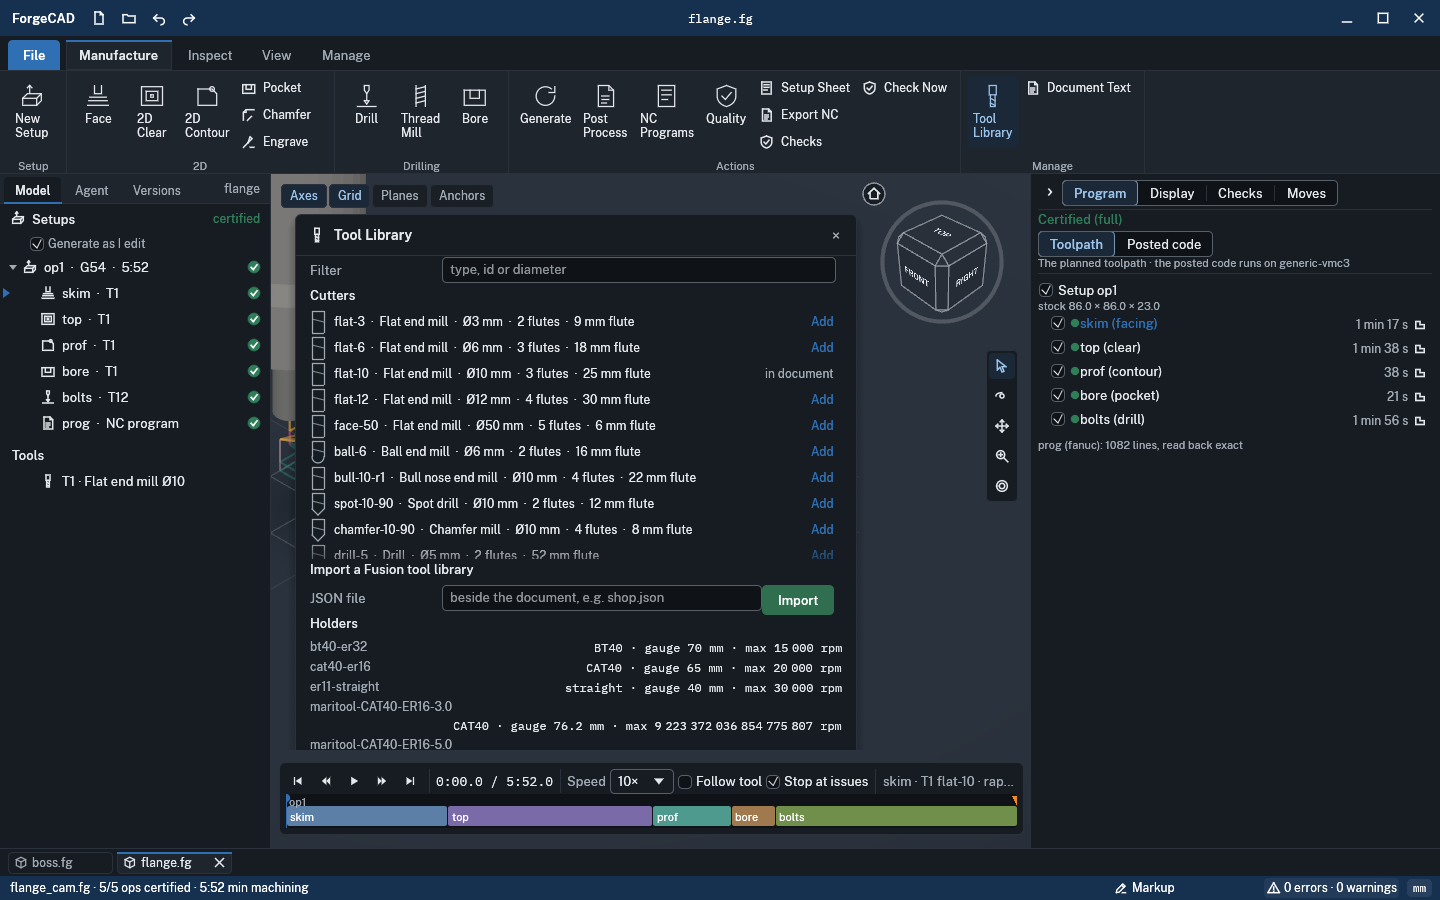 ForgeCAD
flange.fg
File
Manufacture
Inspect
View
Manage
New Setup
Setup
Face
2D Clear
2D Contour
Pocket
Chamfer
Engrave
2D
Drill
Thread Mill
Bore
Drilling
Generate
Post Process
NC Programs
Quality
Setup Sheet
Export NC
Checks
Check Now
Actions
Tool Library
Document Text
Manage
Model
Agent
Versions
flange
Setups
certified
Generate as I edit
op1 · G54 · 5:52
skim · T1
top · T1
prof · T1
bore · T1
bolts · T12
prog · NC program
Tools
T1 · Flat end mill Ø10
Axes
Grid
Planes
Anchors
Tool Library
×
Filter
type, id or diameter
Cutters
flat-3 · Flat end mill · Ø3 mm · 2 flutes · 9 mm flute Add
flat-6 · Flat end mill · Ø6 mm · 3 flutes · 18 mm flute Add
flat-10 · Flat end mill · Ø10 mm · 3 flutes · 25 mm flute in document
flat-12 · Flat end mill · Ø12 mm · 4 flutes · 30 mm flute Add
face-50 · Flat end mill · Ø50 mm · 5 flutes · 6 mm flute Add
ball-6 · Ball end mill · Ø6 mm · 2 flutes · 16 mm flute Add
bull-10-r1 · Bull nose end mill · Ø10 mm · 4 flutes · 22 mm flute Add
spot-10-90 · Spot drill · Ø10 mm · 2 flutes · 12 mm flute Add
chamfer-10-90 · Chamfer mill · Ø10 mm · 4 flutes · 8 mm flute Add
drill-5 · Drill · Ø5 mm · 2 flutes · 52 mm flute Add
Import a Fusion tool library
JSON file
beside the document, e.g. shop.json
Import
Holders
bt40-er32 BT40 · gauge 70 mm · max 15 000 rpm
cat40-er16 CAT40 · gauge 65 mm · max 20 000 rpm
er11-straight straight · gauge 40 mm · max 30 000 rpm
maritool-CAT40-ER16-3.0
CAT40 · gauge 76.2 mm · max 9 223 372 036 854 775 807 rpm
maritool-CAT40-ER16-5.0
TOP
FRONT
RIGHT
0:00.0 / 5:52.0
Speed
10×
Follow tool
Stop at issues
skim · T1 flat-10 · rap...
op1
skim
top
prof
bore
bolts
Program
Display
Checks
Moves
Certified (full)
Toolpath
Posted code
The planned toolpath · the posted code runs on generic-vmc3
Setup op1
stock 86.0 × 86.0 × 23.0
skim (facing) 1 min 17 s
top (clear) 1 min 38 s
prof (contour) 38 s
bore (pocket) 21 s
bolts (drill) 1 min 56 s
prog (fanuc): 1082 lines, read back exact
boss.fg
flange.fg
flange_cam.fg · 5/5 ops certified · 5:52 min machining
Markup
0 errors · 0 warnings
mm